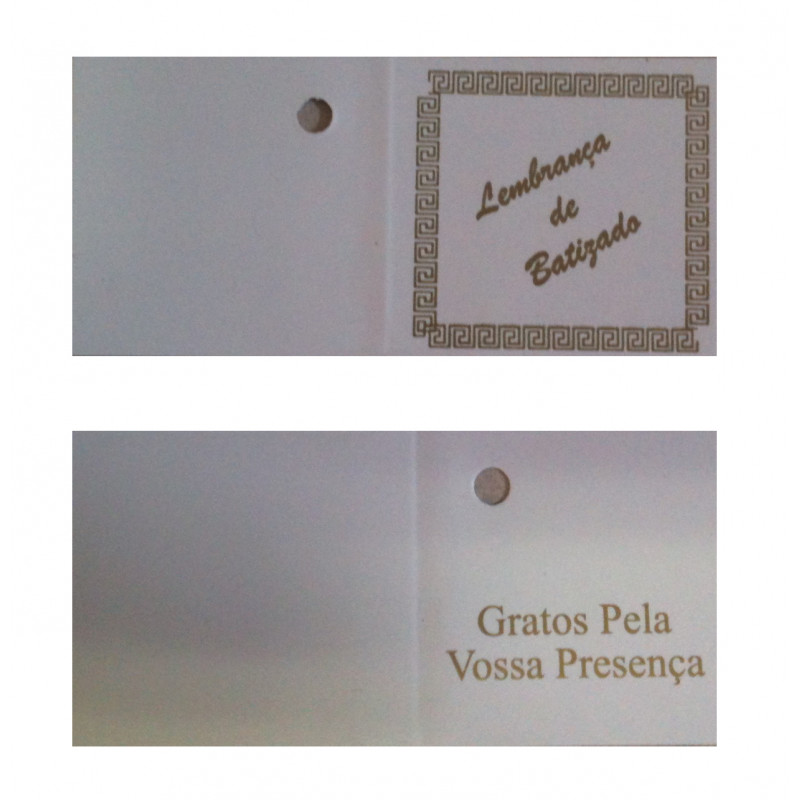 Lembrança
de
Batizado
Gratos Pela
Vossa Presença